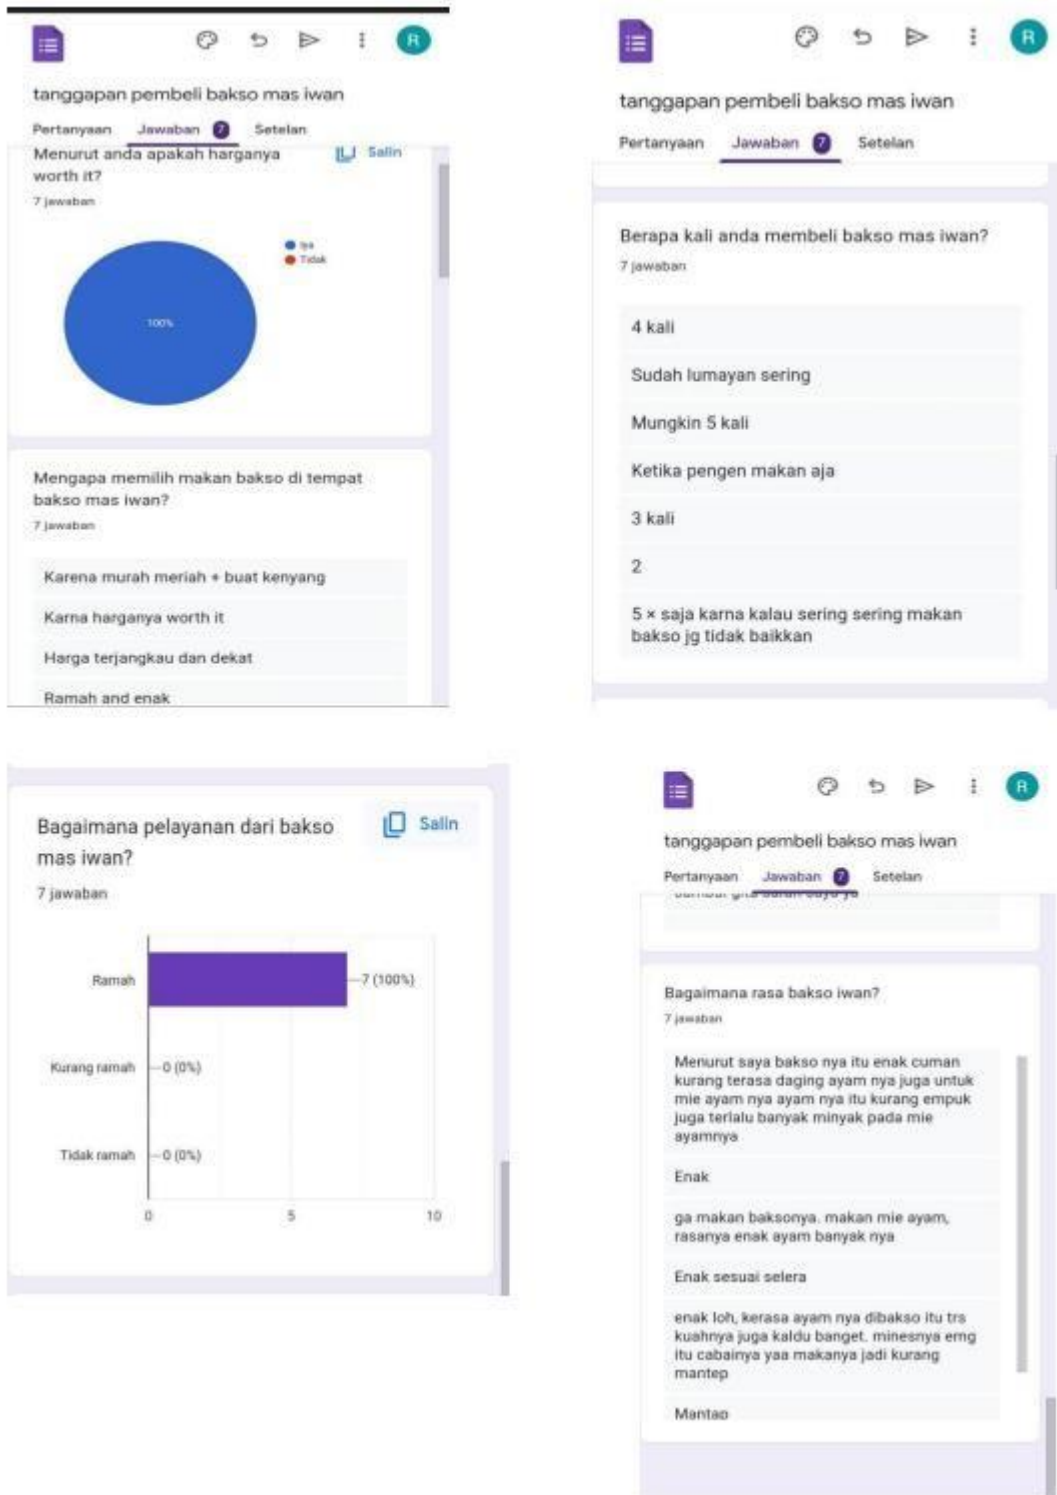 R
tanggapan pembeli bakso mas iwan
Pertanyaan Jawaban 7 Setelan
Menurut anda apakah harganya
worth it?
Salin
7 jawaban
Iya
Tidak
100%
Mengapa memilih makan bakso di tempat
bakso mas iwan?
7 jawaban
Karena murah meriah + buat kenyang
Karna harganya worth it
Harga terjangkau dan dekat
Ramah and enak
R
tanggapan pembeli bakso mas iwan
Pertanyaan Jawaban 7 Setelan
Berapa kali anda membeli bakso mas iwan?
7 jawaban
4 kali
Sudah lumayan sering
Mungkin 5 kali
Ketika pengen makan aja
3 kali
2
5 × saja karna kalau sering sering makan
bakso jg tidak baikkan
Bagaimana pelayanan dari bakso
mas iwan?
Salin
7 jawaban
Ramah 7 (100%)
Kurang ramah 0 (0%)
Tidak ramah 0 (0%)
0 5 10
R
tanggapan pembeli bakso mas iwan
Pertanyaan Jawaban 7 Setelan
Bagaimana rasa bakso iwan?
7 jawaban
Menurut saya bakso nya itu enak cuman
kurang terasa daging ayam nya juga untuk
mie ayam nya ayam nya itu kurang empuk
juga terlalu banyak minyak pada mie
ayamnya
Enak
ga makan baksonya. makan mie ayam,
rasanya enak ayam banyak nya
Enak sesuai selera
enak loh, kerasa ayam nya dibakso itu trs
kuahnya juga kaldu banget. minesnya emg
itu cabainya yaa makanya jadi kurang
mantep
Mantap